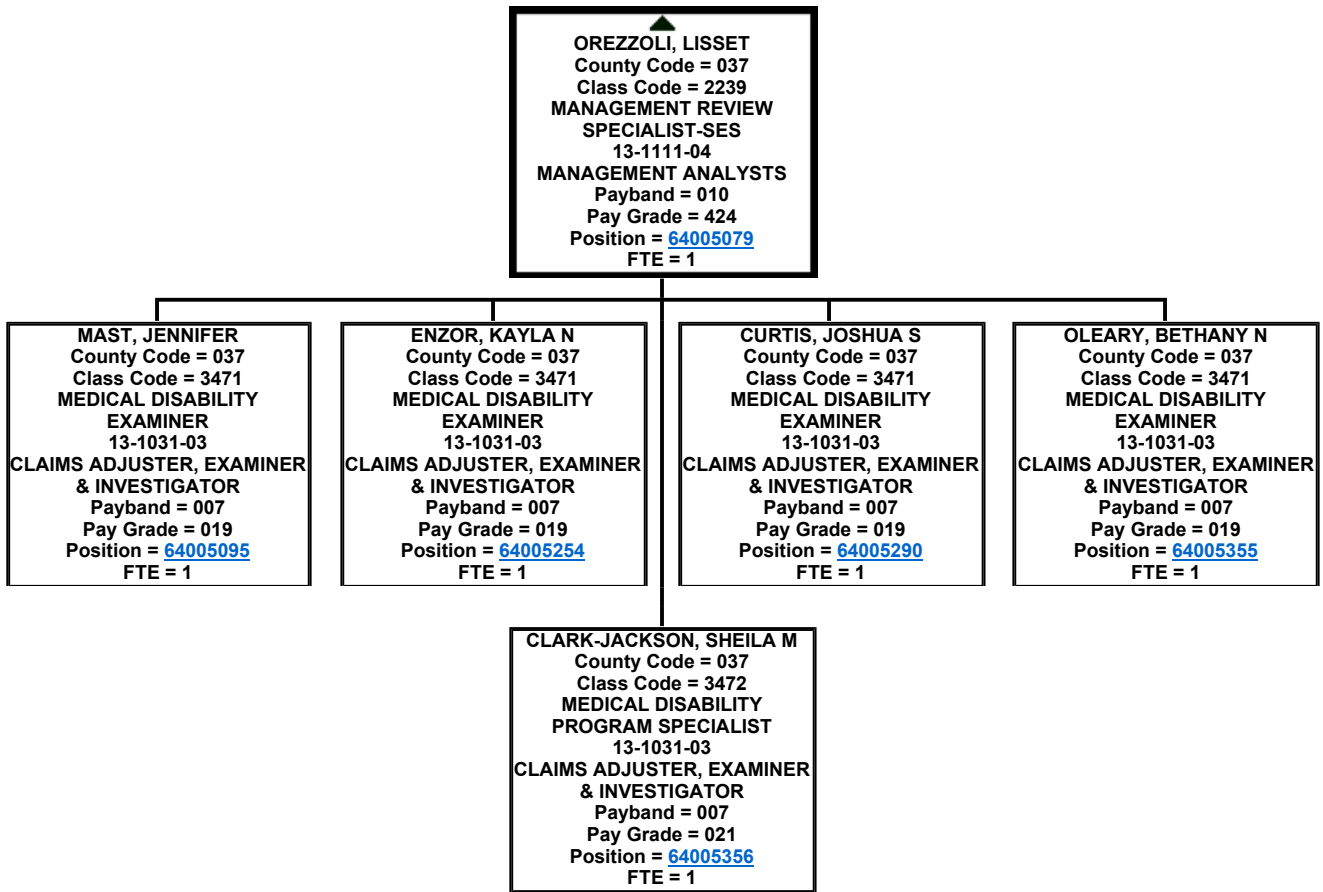 OREZZOLI, LISSET
County Code = 037
Class Code = 2239
MANAGEMENT REVIEW
SPECIALIST-SES
13-1111-04
MANAGEMENT ANALYSTS
Payband = 010
Pay Grade = 424
Position = 64005079
FTE = 1
MAST, JENNIFER
County Code = 037
Class Code = 3471
MEDICAL DISABILITY
EXAMINER
13-1031-03
CLAIMS ADJUSTER, EXAMINER
& INVESTIGATOR
Payband = 007
Pay Grade = 019
Position = 64005095
FTE = 1
ENZOR, KAYLA N
County Code = 037
Class Code = 3471
MEDICAL DISABILITY
EXAMINER
13-1031-03
CLAIMS ADJUSTER, EXAMINER
& INVESTIGATOR
Payband = 007
Pay Grade = 019
Position = 64005254
FTE = 1
CURTIS, JOSHUA S
County Code = 037
Class Code = 3471
MEDICAL DISABILITY
EXAMINER
13-1031-03
CLAIMS ADJUSTER, EXAMINER
& INVESTIGATOR
Payband = 007
Pay Grade = 019
Position = 64005290
FTE = 1
OLEARY, BETHANY N
County Code = 037
Class Code = 3471
MEDICAL DISABILITY
EXAMINER
13-1031-03
CLAIMS ADJUSTER, EXAMINER
& INVESTIGATOR
Payband = 007
Pay Grade = 019
Position = 64005355
FTE = 1
CLARK-JACKSON, SHEILA M
County Code = 037
Class Code = 3472
MEDICAL DISABILITY
PROGRAM SPECIALIST
13-1031-03
CLAIMS ADJUSTER, EXAMINER
& INVESTIGATOR
Payband = 007
Pay Grade = 021
Position = 64005356
FTE = 1